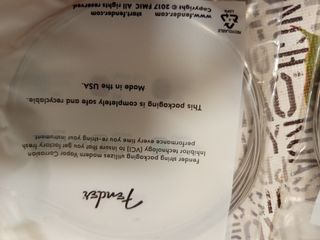 Fender
Fender string packaging utilizes modern Vapor Corrosion
Inhibitor technology (VCI) to insure to that you get factory fresh
performance every time you re-string your instrument.
This packaging is completely safe and recyclable.
Made in the USA.
Copyright © 2017 FMIC All rights reserved
www.fender.com
RECYCLABLE
LDPE